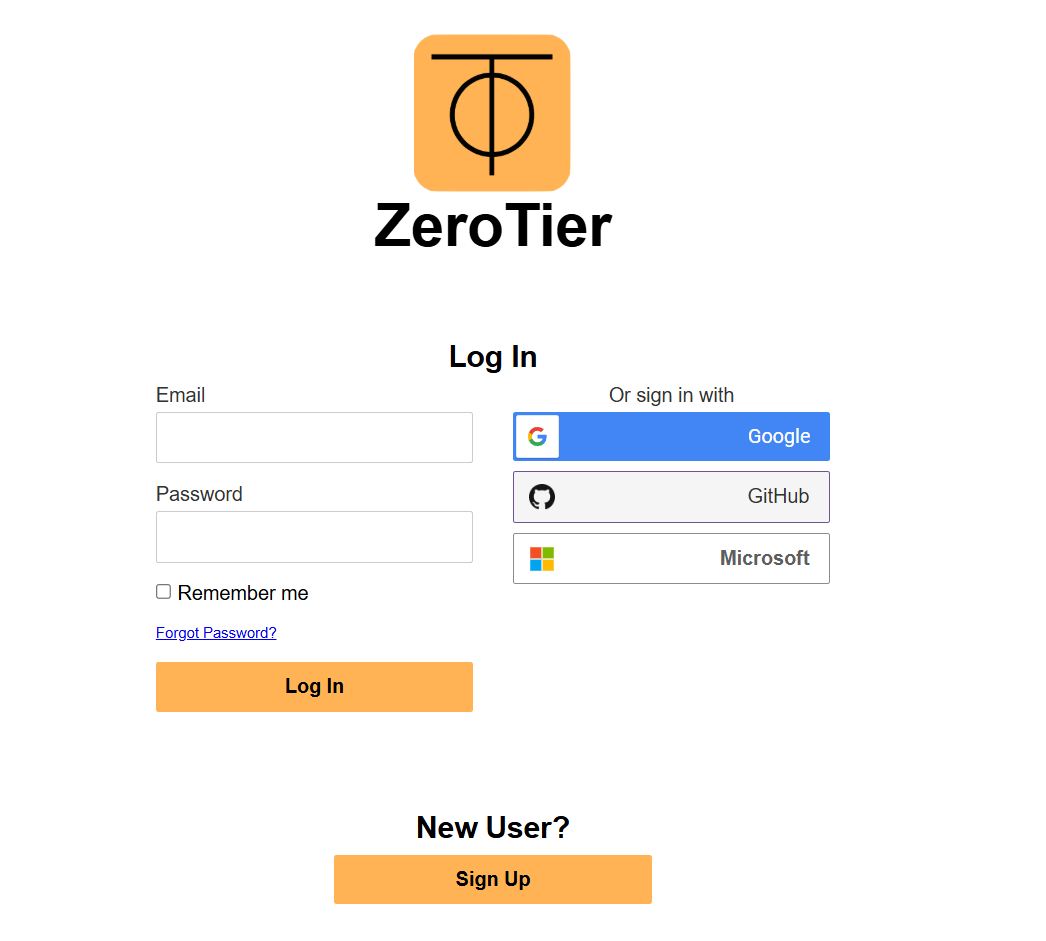 ZeroTier
Log In
Email
Password
Remember me
Forgot Password?
Log In
Or sign in with
Google
GitHub
Microsoft
New User?
Sign Up